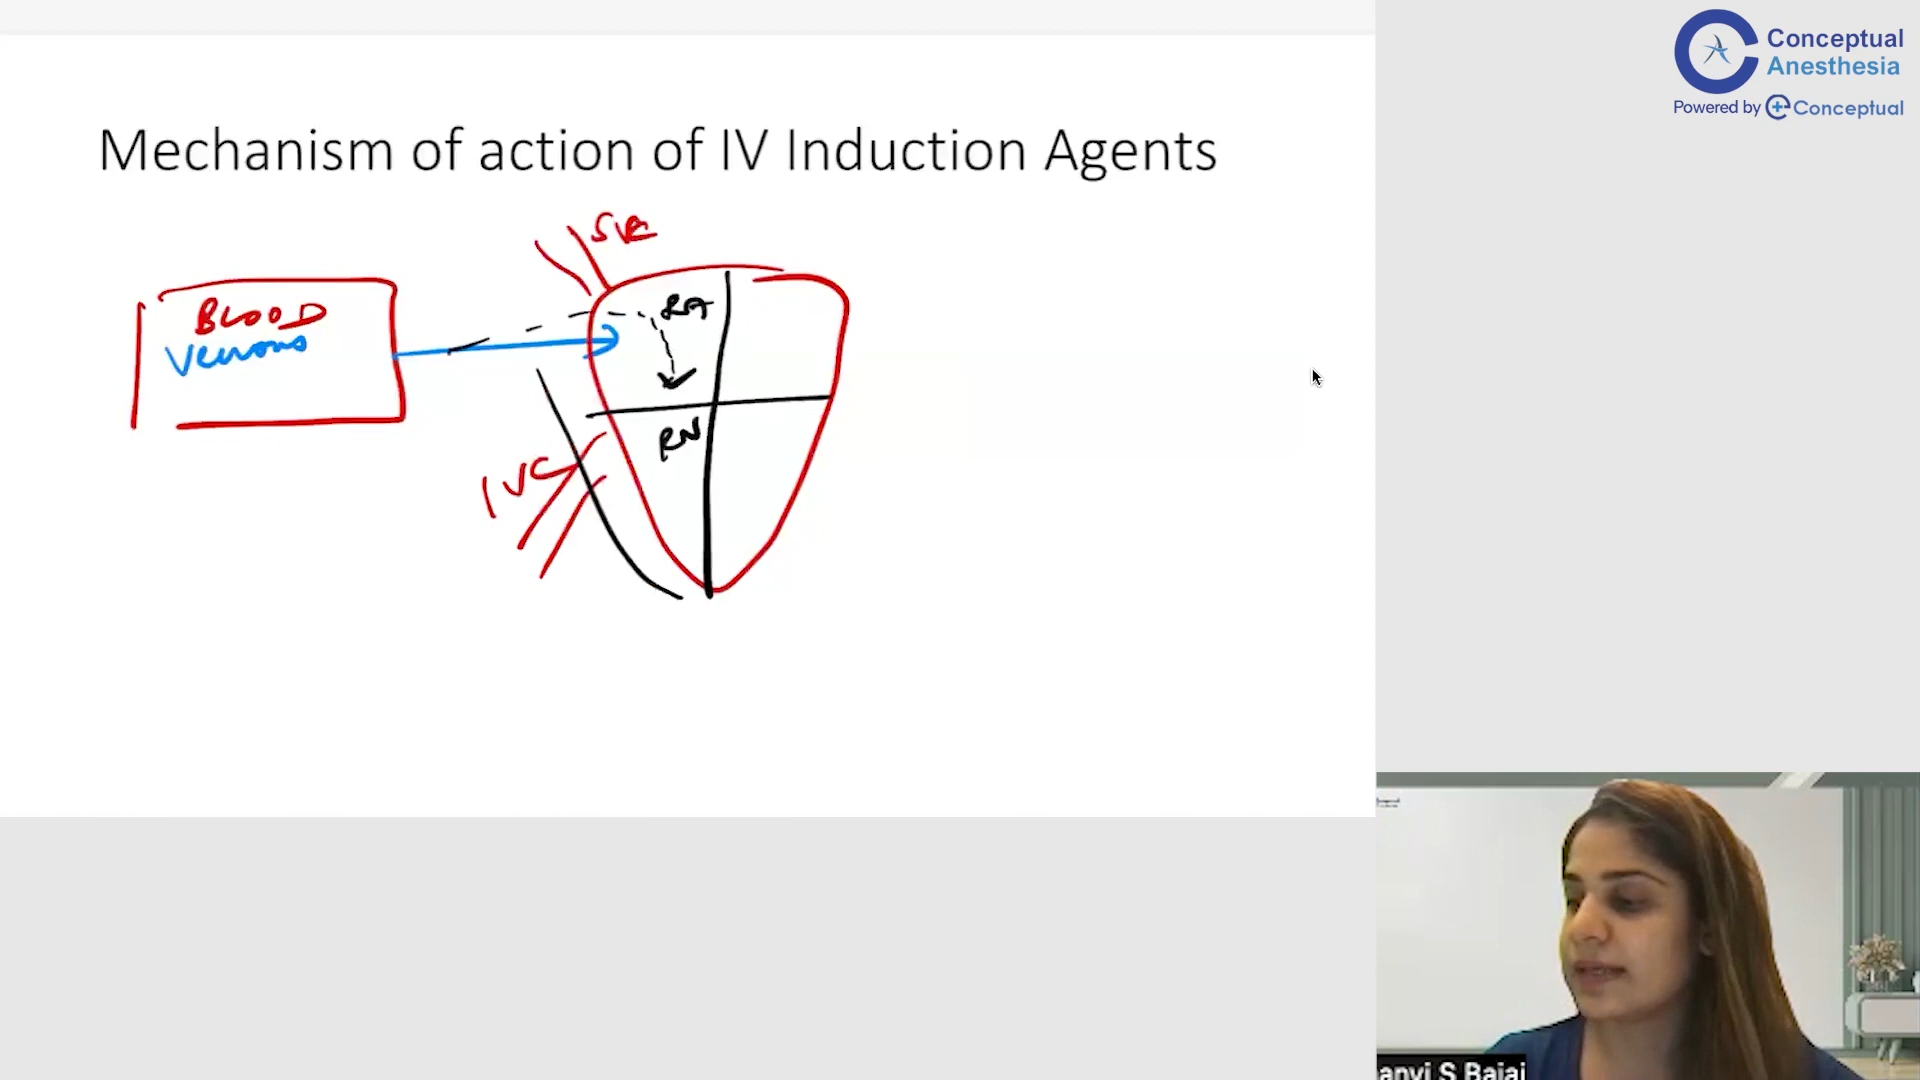 Conceptual
Anesthesia
Powered by Conceptual
Mechanism of action of IV Induction Agents
SVC
BLOOD
Venous
RA
RV
IVC
anvi S Bajaj